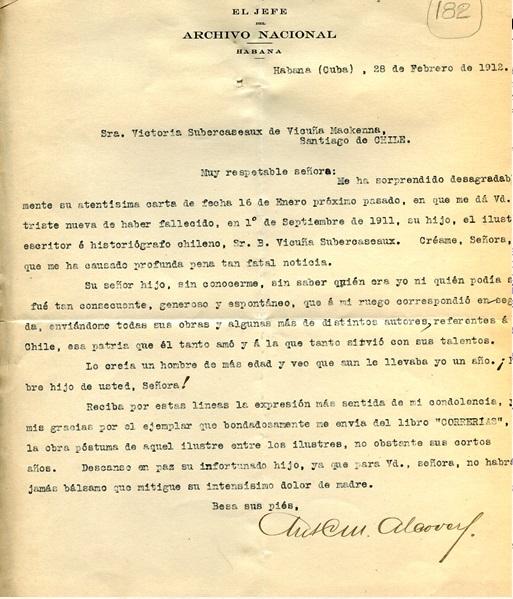 182
EL JEFE
DEL
ARCHIVO NACIONAL
HABANA
Habana (Cuba) , 28 de Febrero de 1912.
Sra. Victoria Subercaseaux de Vicuña Mackenna,
Santiago de CHILE.
Muy respetable señora:
Me ha sorprendido desagradabl
mente su atentisima carta de fecha 16 de Enero próximo pasado, en que me dá Vd.
triste nueva de haber fallecido, en 1º de Septiembre de 1911, su hijo, el ilust
escritor é historiógrafo chileno, Sr. B. Vicuña Subercaseaux. Créame, Señora,
que me ha causado profunda pena tan fatal noticia.
Su señor hijo, sin conocerme, sin saber quién era yo ni quién podía s
fué tan consecuente, generoso y espontáneo, que á mi ruego correspondió en seg
da, enviándome todas sus obras y algunas más de distintos autores, referentes á
Chile, esa patria que él tanto amó y á la que tanto sirvió con sus talentos.
Lo creia un hombre de más edad y veo que aun le llevaba yo un año. ¡P
bre hijo de usted, Señora!
Reciba por estas lineas la expresión más sentida de mi condolencia, y
mis gracias por el ejemplar que bondadosamente me envia del libro "CORRERÍAS",
la obra póstuma de aquel ilustre entre los ilustres, no obstante sus cortos
años. Descanse en paz su infortunado hijo, ya que para Vd., señora, no habrá
jamás bálsamo que mitigue su intensisimo dolor de madre.
Besa sus piés,
Alcover